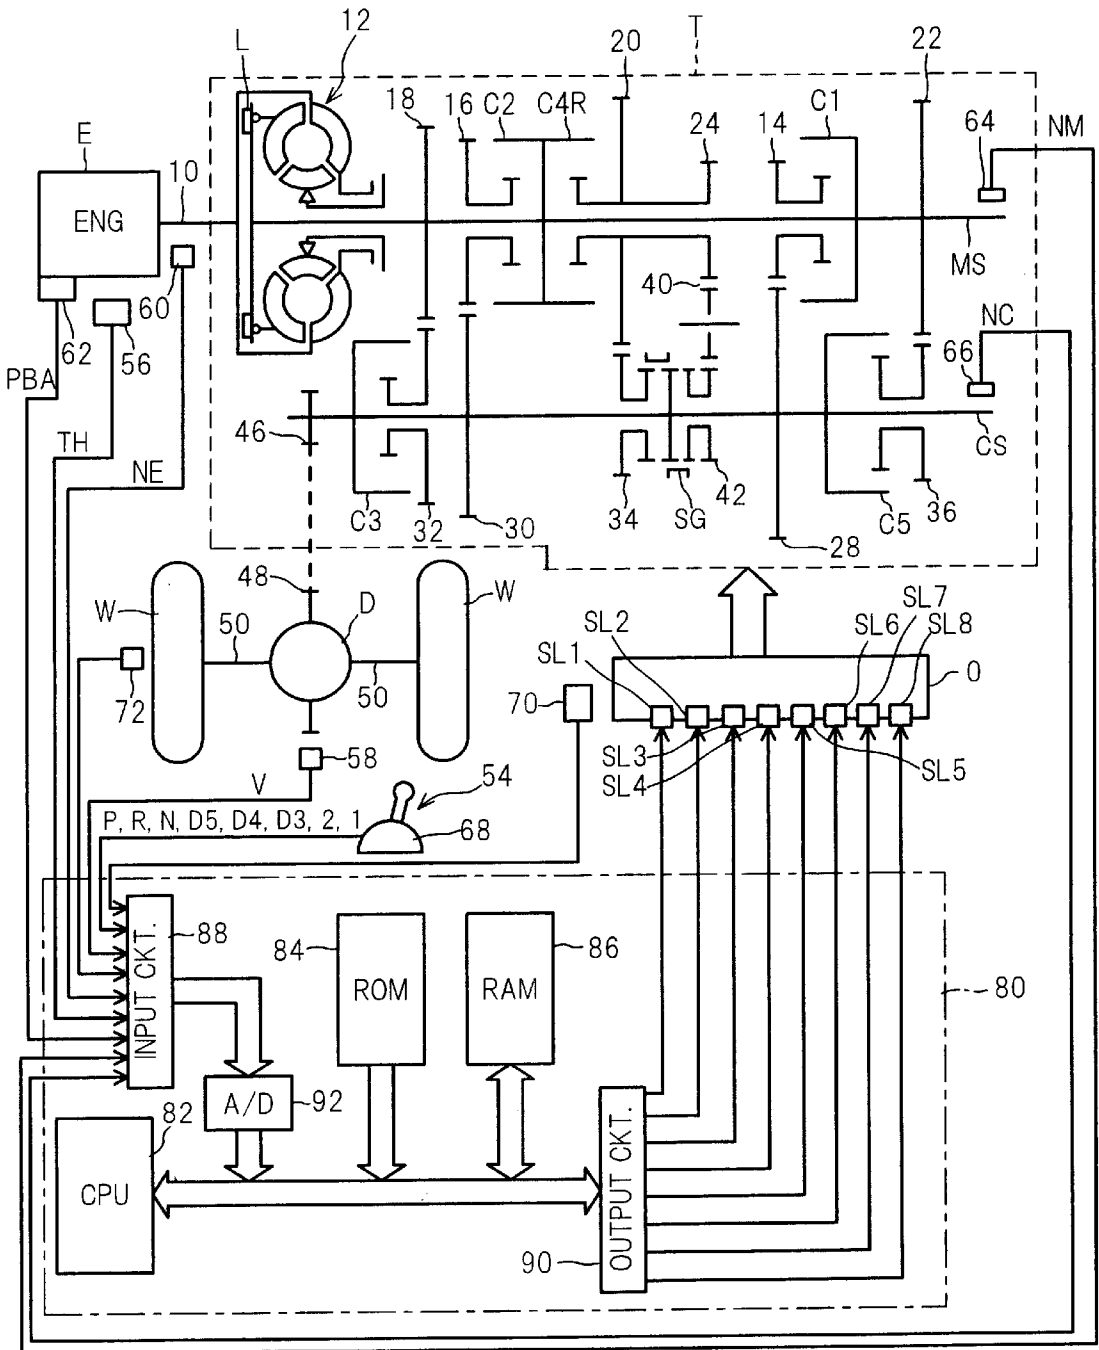 12
T
L
20
22
18
16
C2
C4R
24
14
C1
64
NM
E
10
ENG
MS
60
40
NC
62
56
66
PBA
46
CS
TH
NE
C3
32
30
34
SG
42
28
C5
36
48
D
W
W
50
50
72
SL1
SL2
SL6
SL7
SL8
O
70
SL3
SL4
SL5
58
V
54
P, R, N, D5, D4, D3, 2, 1
68
INPUT CKT.
88
84
ROM
86
RAM
80
A/D
92
82
CPU
OUTPUT CKT.
90